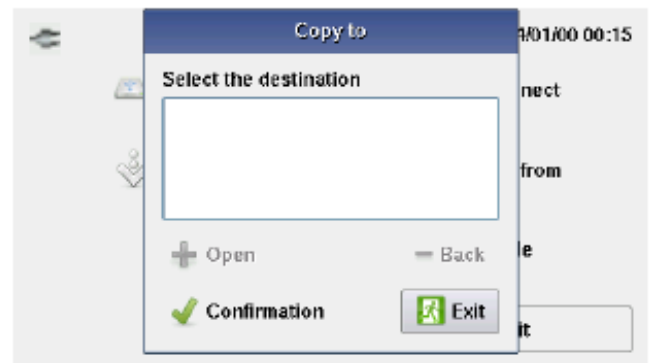 Copy to
/01/00 00:15
Select the destination
nect
from
Open
Back
le
Confirmation
Exit
it